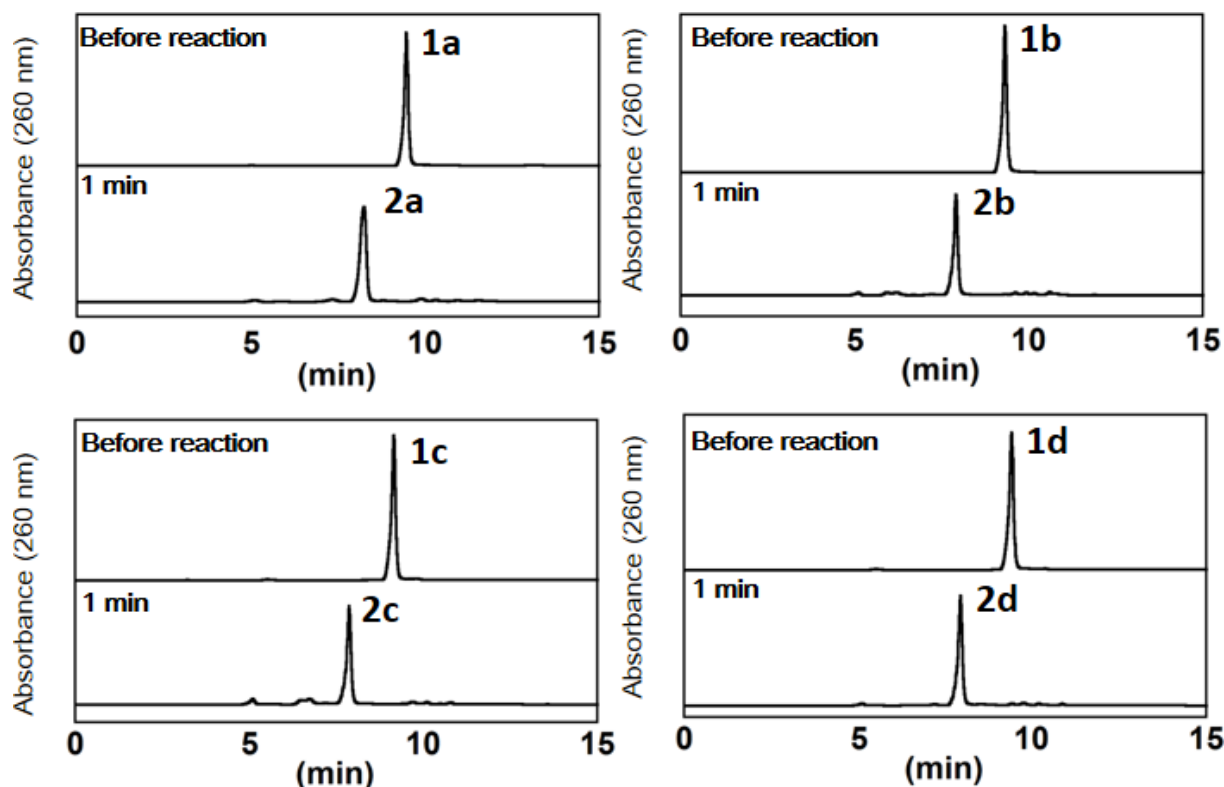 Absorbance (260 nm)
Before reaction
1a
1 min
2a
0 5 10 15
(min)
Absorbance (260 nm)
Before reaction
1b
1 min
2b
0 5 10 15
(min)
Absorbance (260 nm)
Before reaction
1c
1 min
2c
0 5 10 15
(min)
Absorbance (260 nm)
Before reaction
1d
1 min
2d
0 5 10 15
(min)